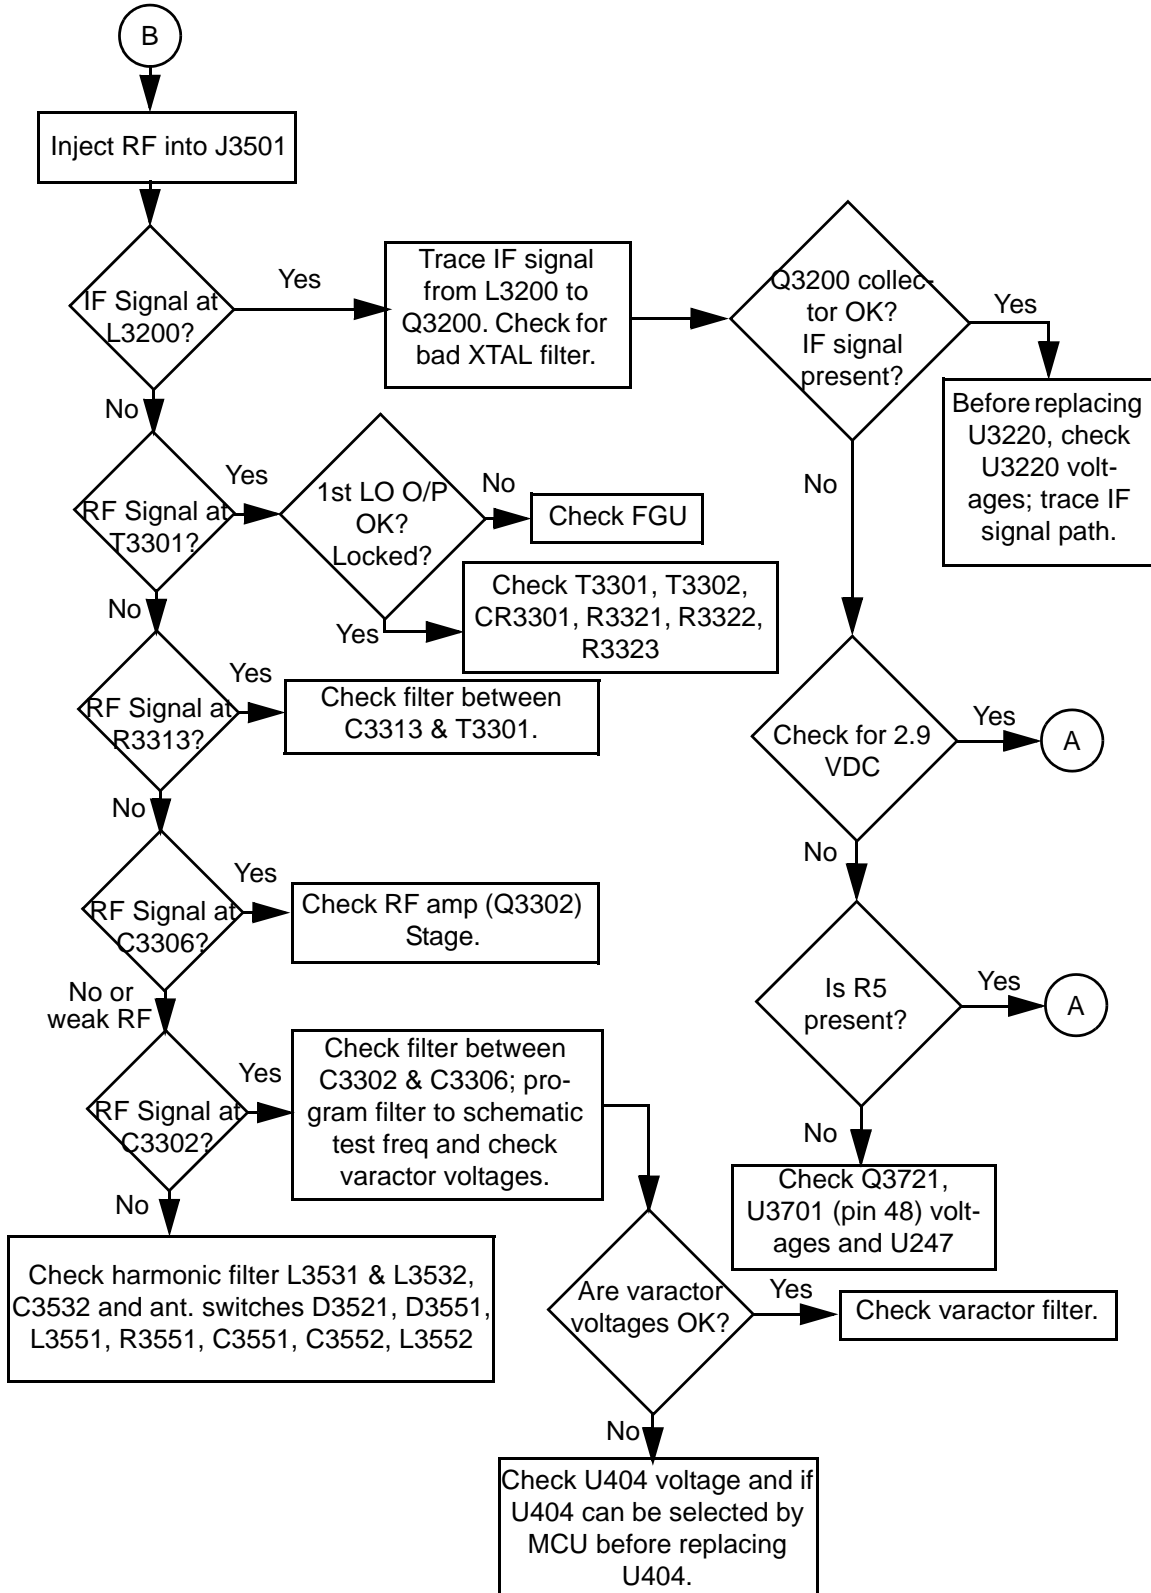 B
Inject RF into J3501
IF Signal at
L3200?
Yes
Trace IF signal
from L3200 to
Q3200. Check for
bad XTAL filter.
Q3200 collec-
tor OK?
IF signal
present?
Yes
Before replacing
U3220, check
U3220 volt-
ages; trace IF
signal path.
No
RF Signal at
T3301?
Yes
1st LO O/P
OK?
Locked?
No
Check FGU
Yes
Check T3301, T3302,
CR3301, R3321, R3322,
R3323
No
No
RF Signal at
R3313?
Yes
Check filter between
C3313 & T3301.
Check for 2.9
VDC
Yes
A
No
RF Signal at
C3306?
Yes
Check RF amp (Q3302)
Stage.
No
Is R5
present?
Yes
A
No or
weak RF
RF Signal at
C3302?
Yes
Check filter between
C3302 & C3306; pro-
gram filter to schematic
test freq and check
varactor voltages.
No
Check Q3721,
U3701 (pin 48) volt-
ages and U247
No
Check harmonic filter L3531 & L3532,
C3532 and ant. switches D3521, D3551,
L3551, R3551, C3551, C3552, L3552
Are varactor
voltages OK?
Yes
Check varactor filter.
No
Check U404 voltage and if
U404 can be selected by
MCU before replacing
U404.